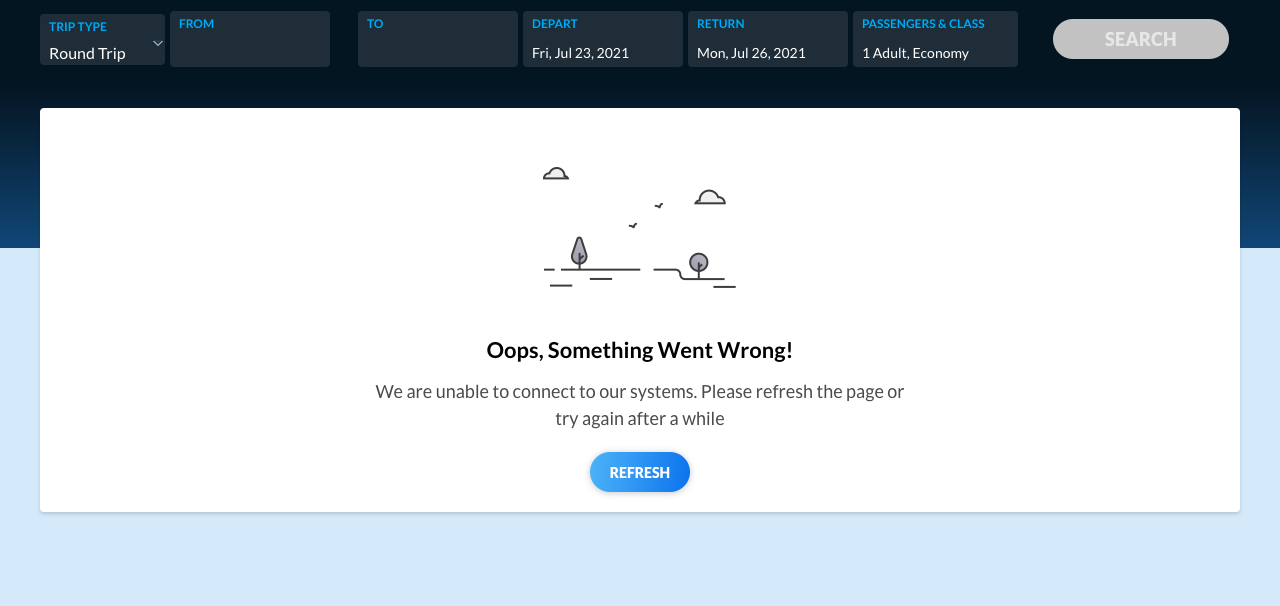 TRIP TYPE
Round Trip
FROM
TO
DEPART
Fri, Jul 23, 2021
RETURN
Mon, Jul 26, 2021
PASSENGERS & CLASS
1 Adult, Economy
SEARCH
Oops, Something Went Wrong!
We are unable to connect to our systems. Please refresh the page or
try again after a while
REFRESH